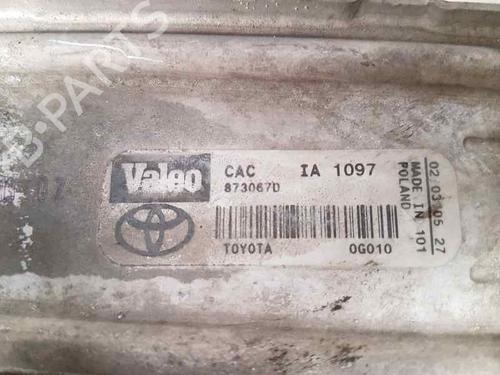 B-PARTS
Valeo
CAC IA 1097
873067D
TOYOTA 0G010
02 03 05 27
MADE IN 101
POLAND